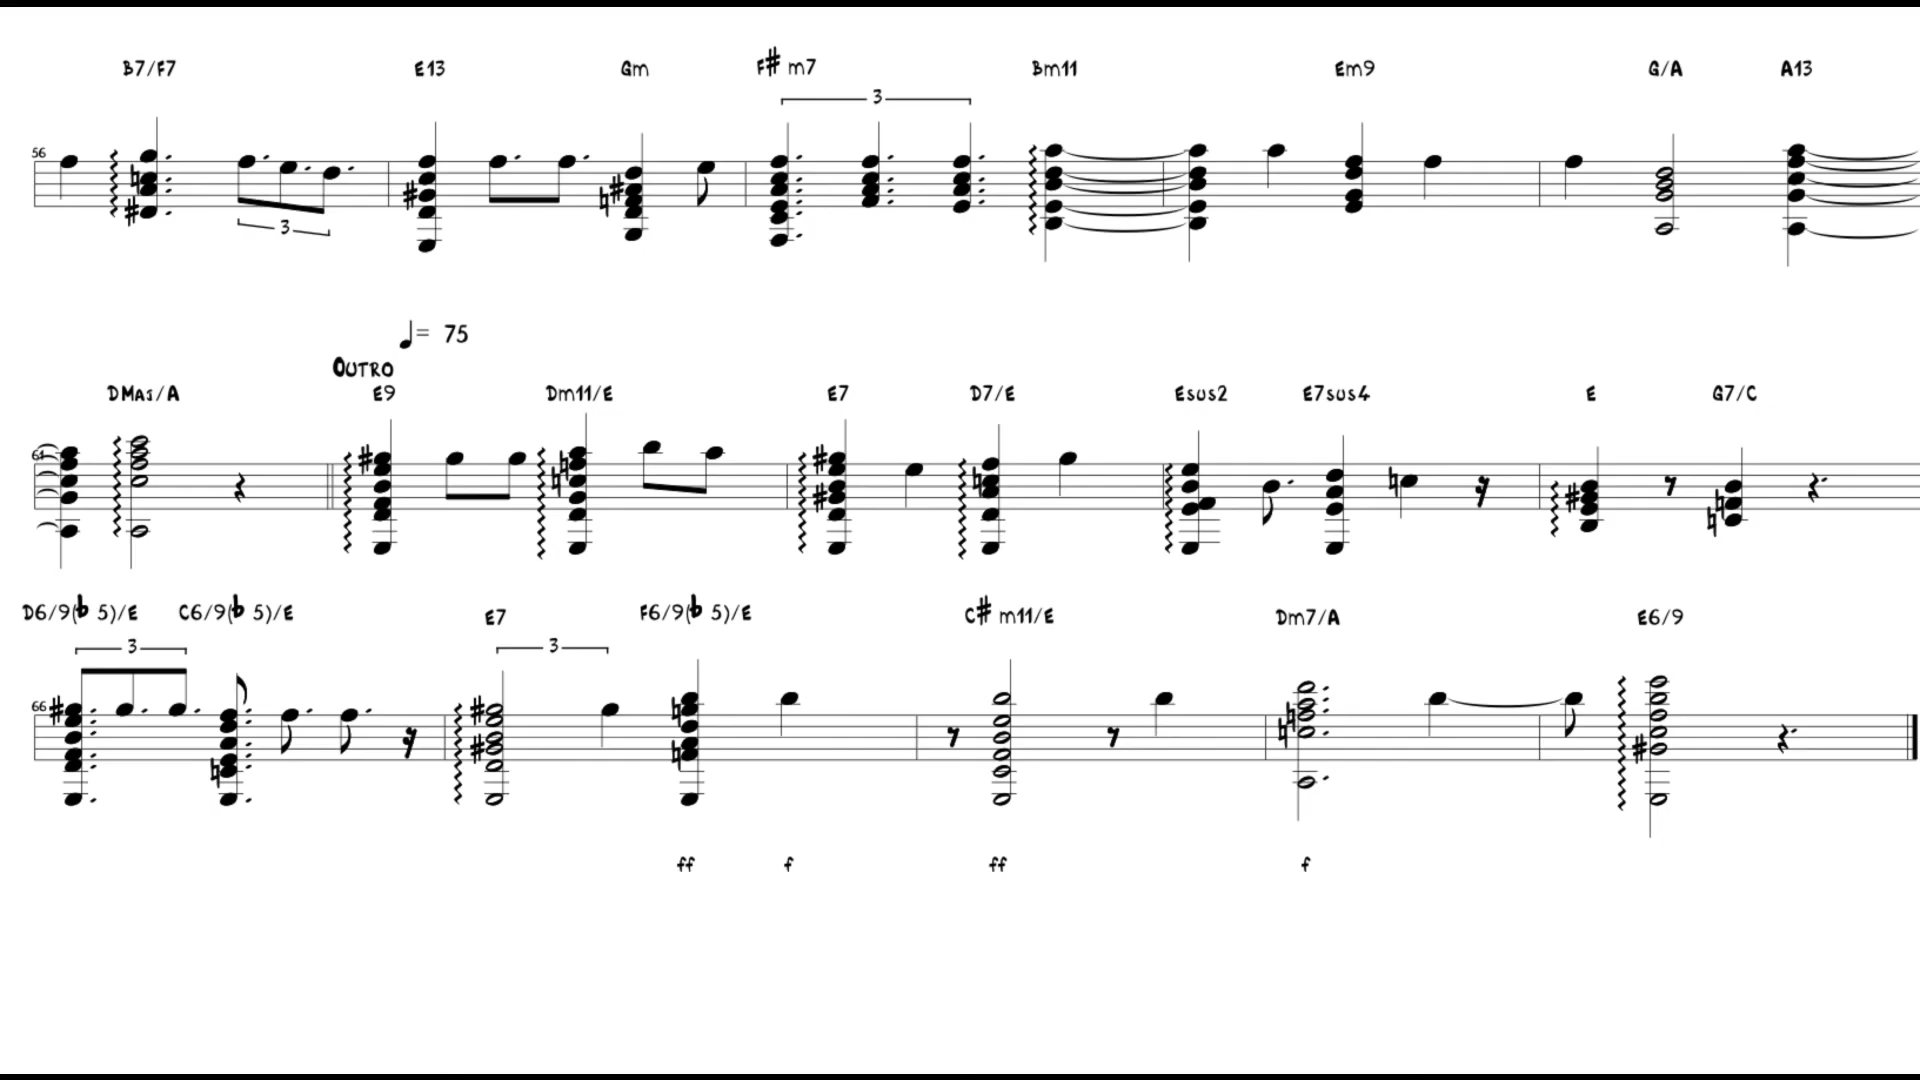 B7/F7 E13 Gm F# m7 Bm11 Em9 G/A A13
3
56
3
♩= 75
Outro
DMaj/A E9 Dm11/E E7 D7/E Esus2 E7sus4 E G7/C
61
D6/9(b 5)/E C6/9(b 5)/E E7 F6/9(b 5)/E C# m11/E Dm7/A E6/9
3 3
66
ff f ff f